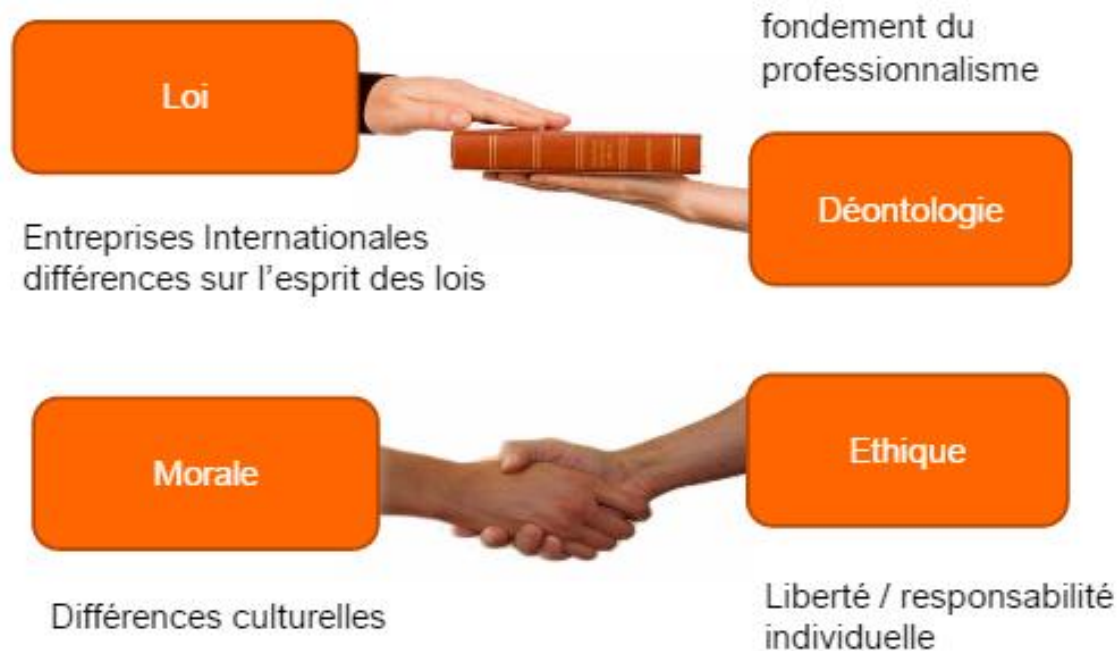 Loi
fondement du
professionnalisme
Déontologie
Entreprises Internationales
différences sur l'esprit des lois
Morale
Ethique
Différences culturelles
Liberté / responsabilité
individuelle